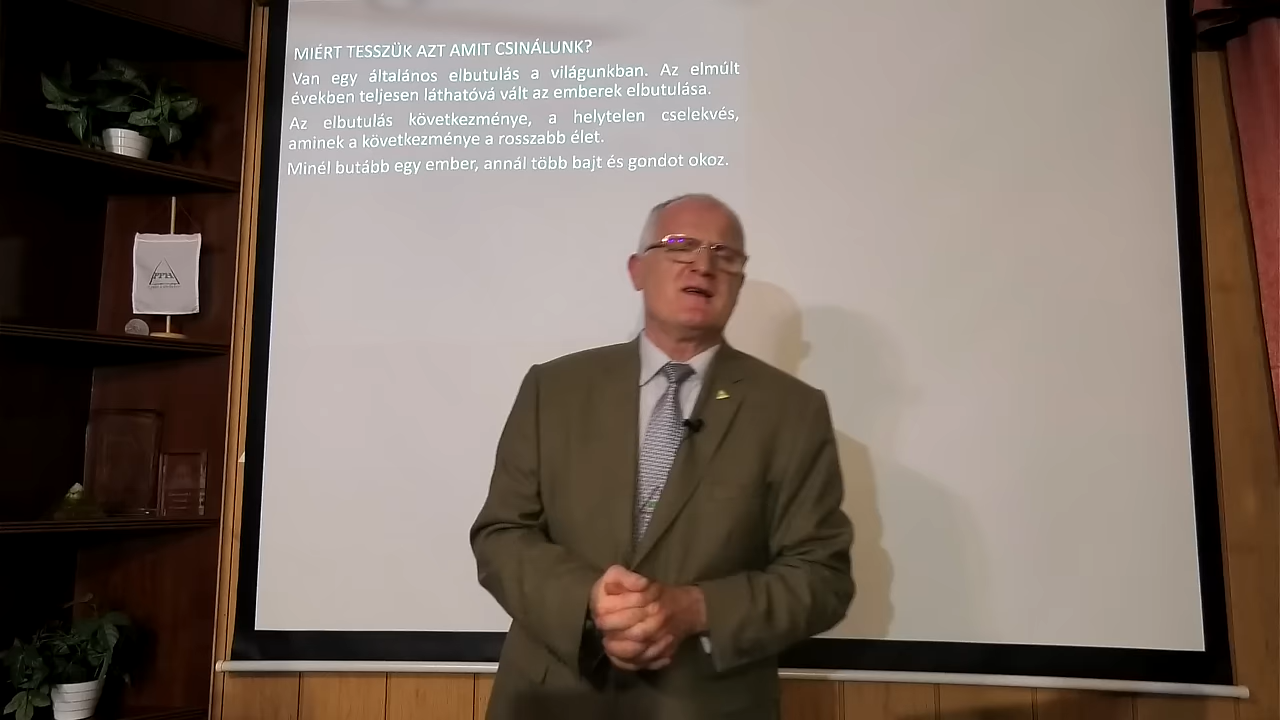 MIÉRT TESSZÜK AZT AMIT CSINÁLUNK?
Van egy általános elbutulás a világunkban. Az elmúlt
években teljesen láthatóvá vált az emberek elbutulása.
Az elbutulás következménye, a helytelen cselekvés,
aminek a következménye a rosszabb élet.
Minél butább egy ember, annál több bajt és gondot okoz.